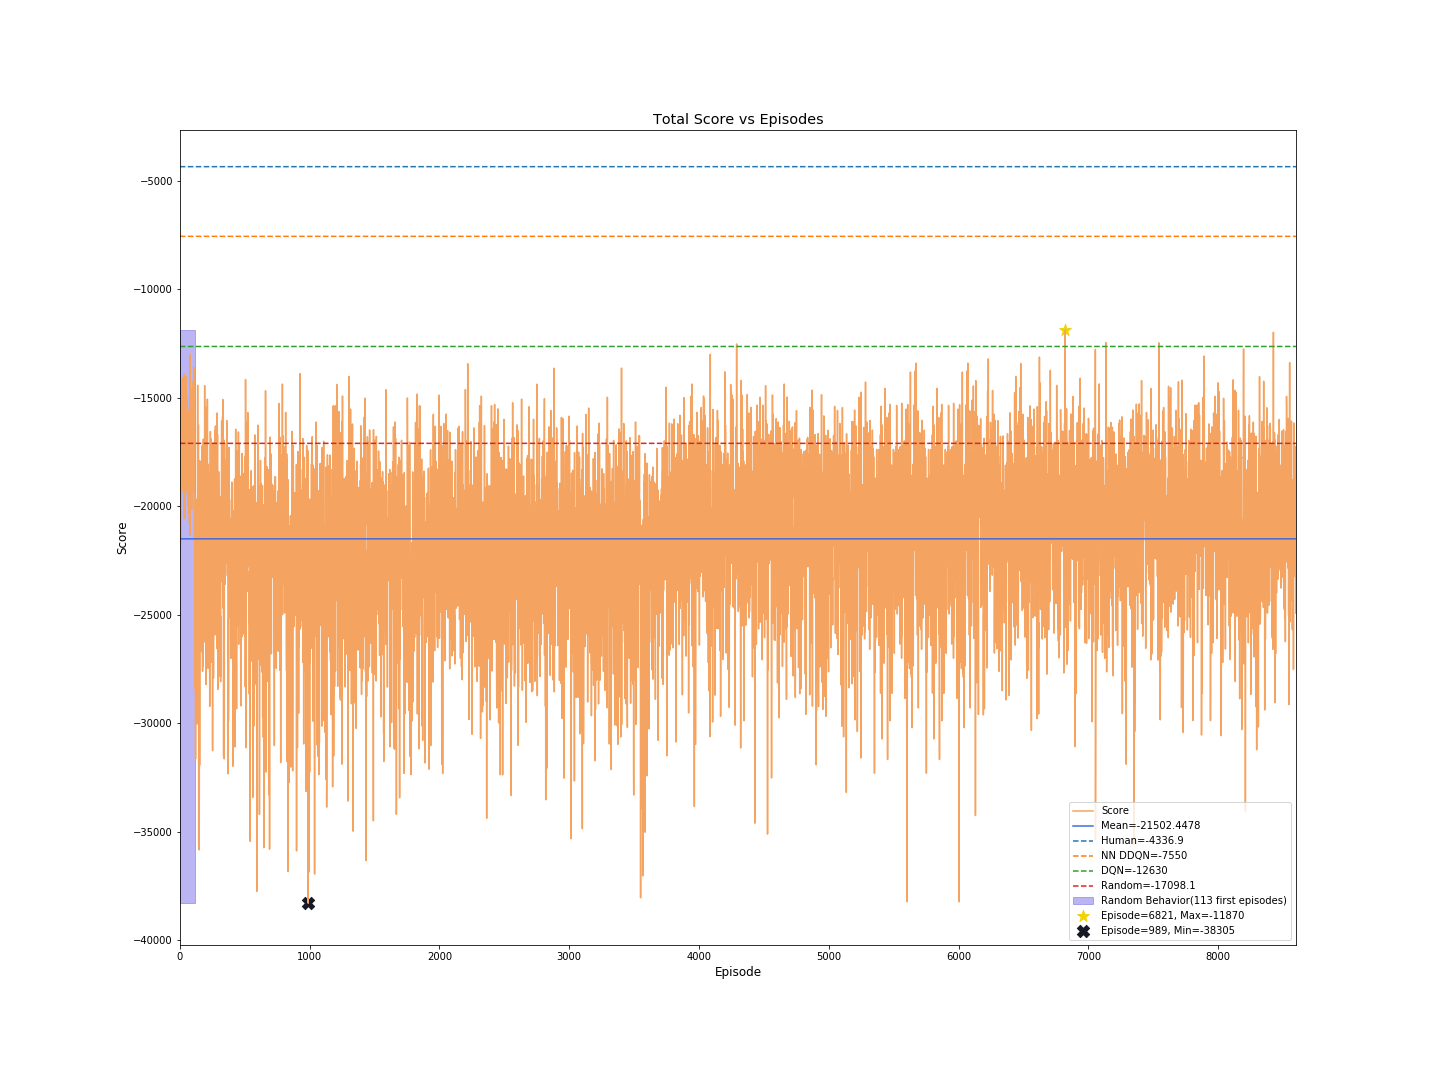 Total Score vs Episodes
Score
−5000
−10000
−15000
−20000
−25000
−30000
−35000
−40000
0 1000 2000 3000 4000 5000 6000 7000 8000
Episode
Score
Mean=-21502.4478
Human=-4336.9
NN DDQN=-7550
DQN=-12630
Random=-17098.1
Random Behavior(113 first episodes)
Episode=6821, Max=-11870
Episode=989, Min=-38305